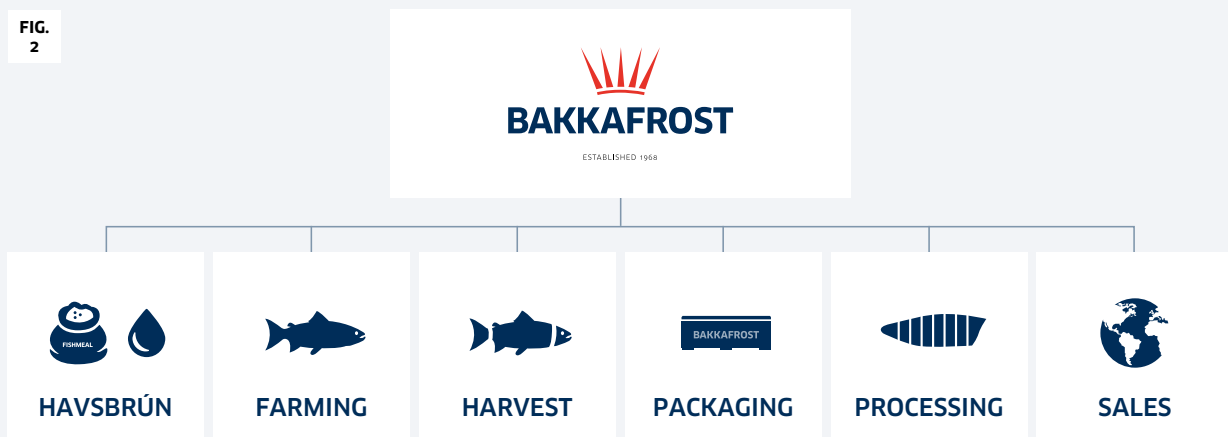 FIG.
2
BAKKAFROST
ESTABLISHED 1968
FISHMEAL
BAKKAFROST
HAVSBRÚN
FARMING
HARVEST
PACKAGING
PROCESSING
SALES